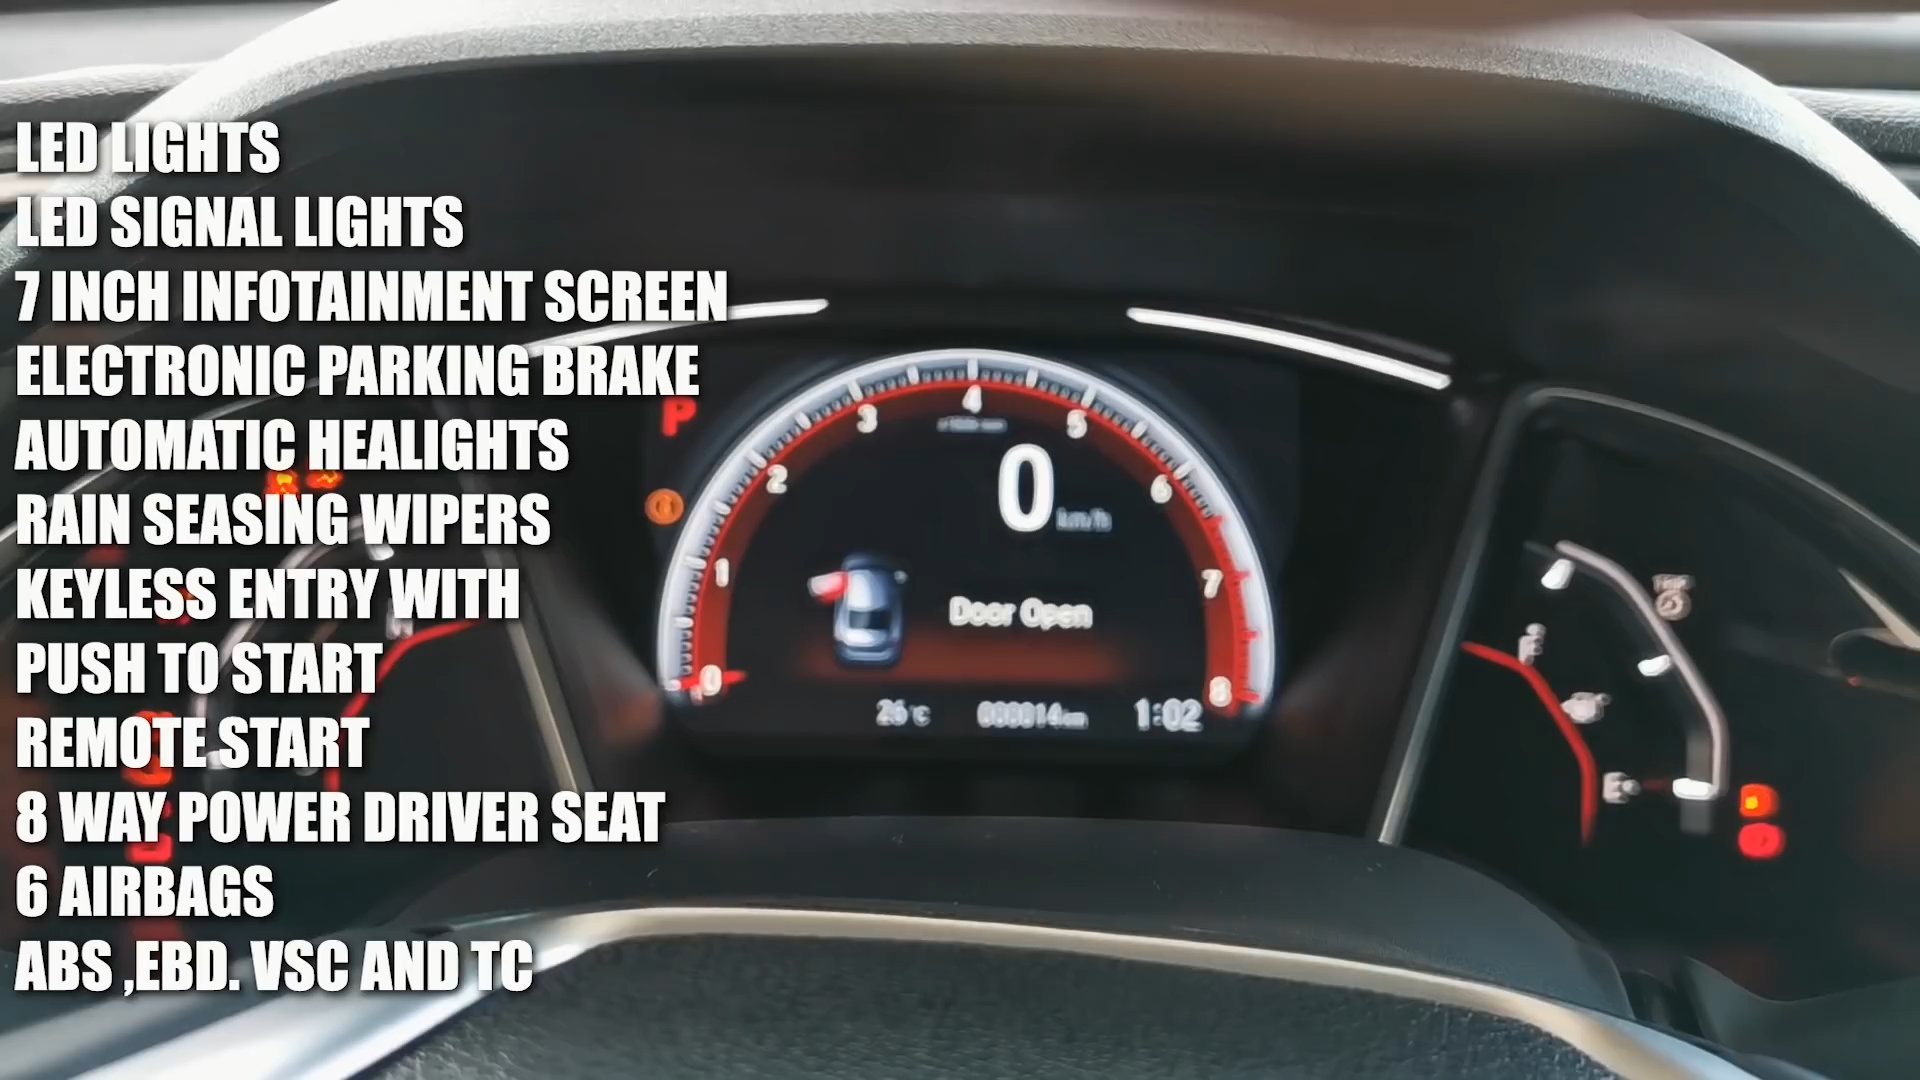 LED LIGHTS
LED SIGNAL LIGHTS
7 INCH INFOTAINMENT SCREEN
ELECTRONIC PARKING BRAKE
AUTOMATIC HEALIGHTS
RAIN SEASING WIPERS
KEYLESS ENTRY WITH
PUSH TO START
REMOTE START
8 WAY POWER DRIVER SEAT
6 AIRBAGS
ABS ,EBD. VSC AND TC
P
0 1 2 3 4 5 6 7 8
0 km/h
Door Open
26°C 000014km 1:02